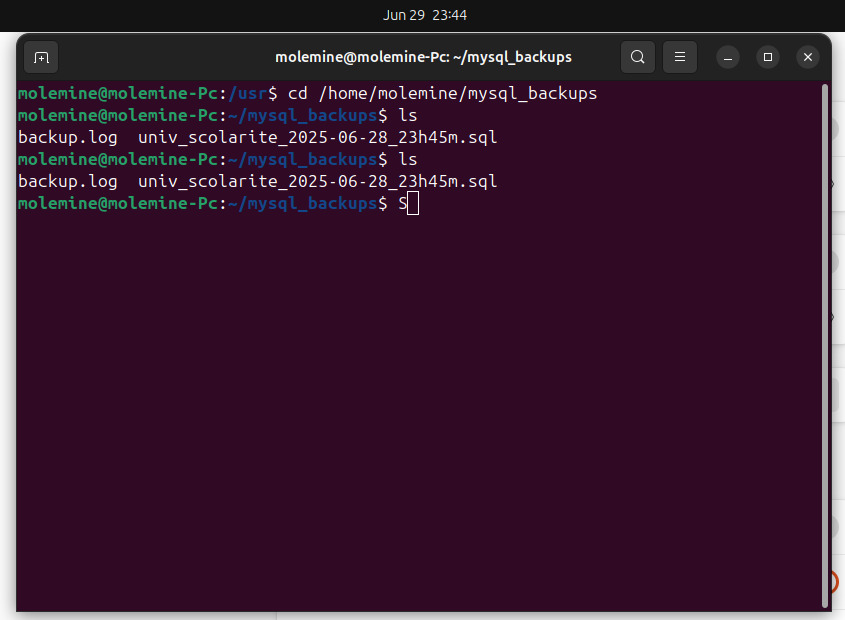 Jun 29 23:44
molemine@molemine-Pc: ~/mysql_backups
molemine@molemine-Pc:/usr$ cd /home/molemine/mysql_backups
molemine@molemine-Pc:~/mysql_backups$ ls
backup.log  univ_scolarite_2025-06-28_23h45m.sql
molemine@molemine-Pc:~/mysql_backups$ ls
backup.log  univ_scolarite_2025-06-28_23h45m.sql
molemine@molemine-Pc:~/mysql_backups$ S